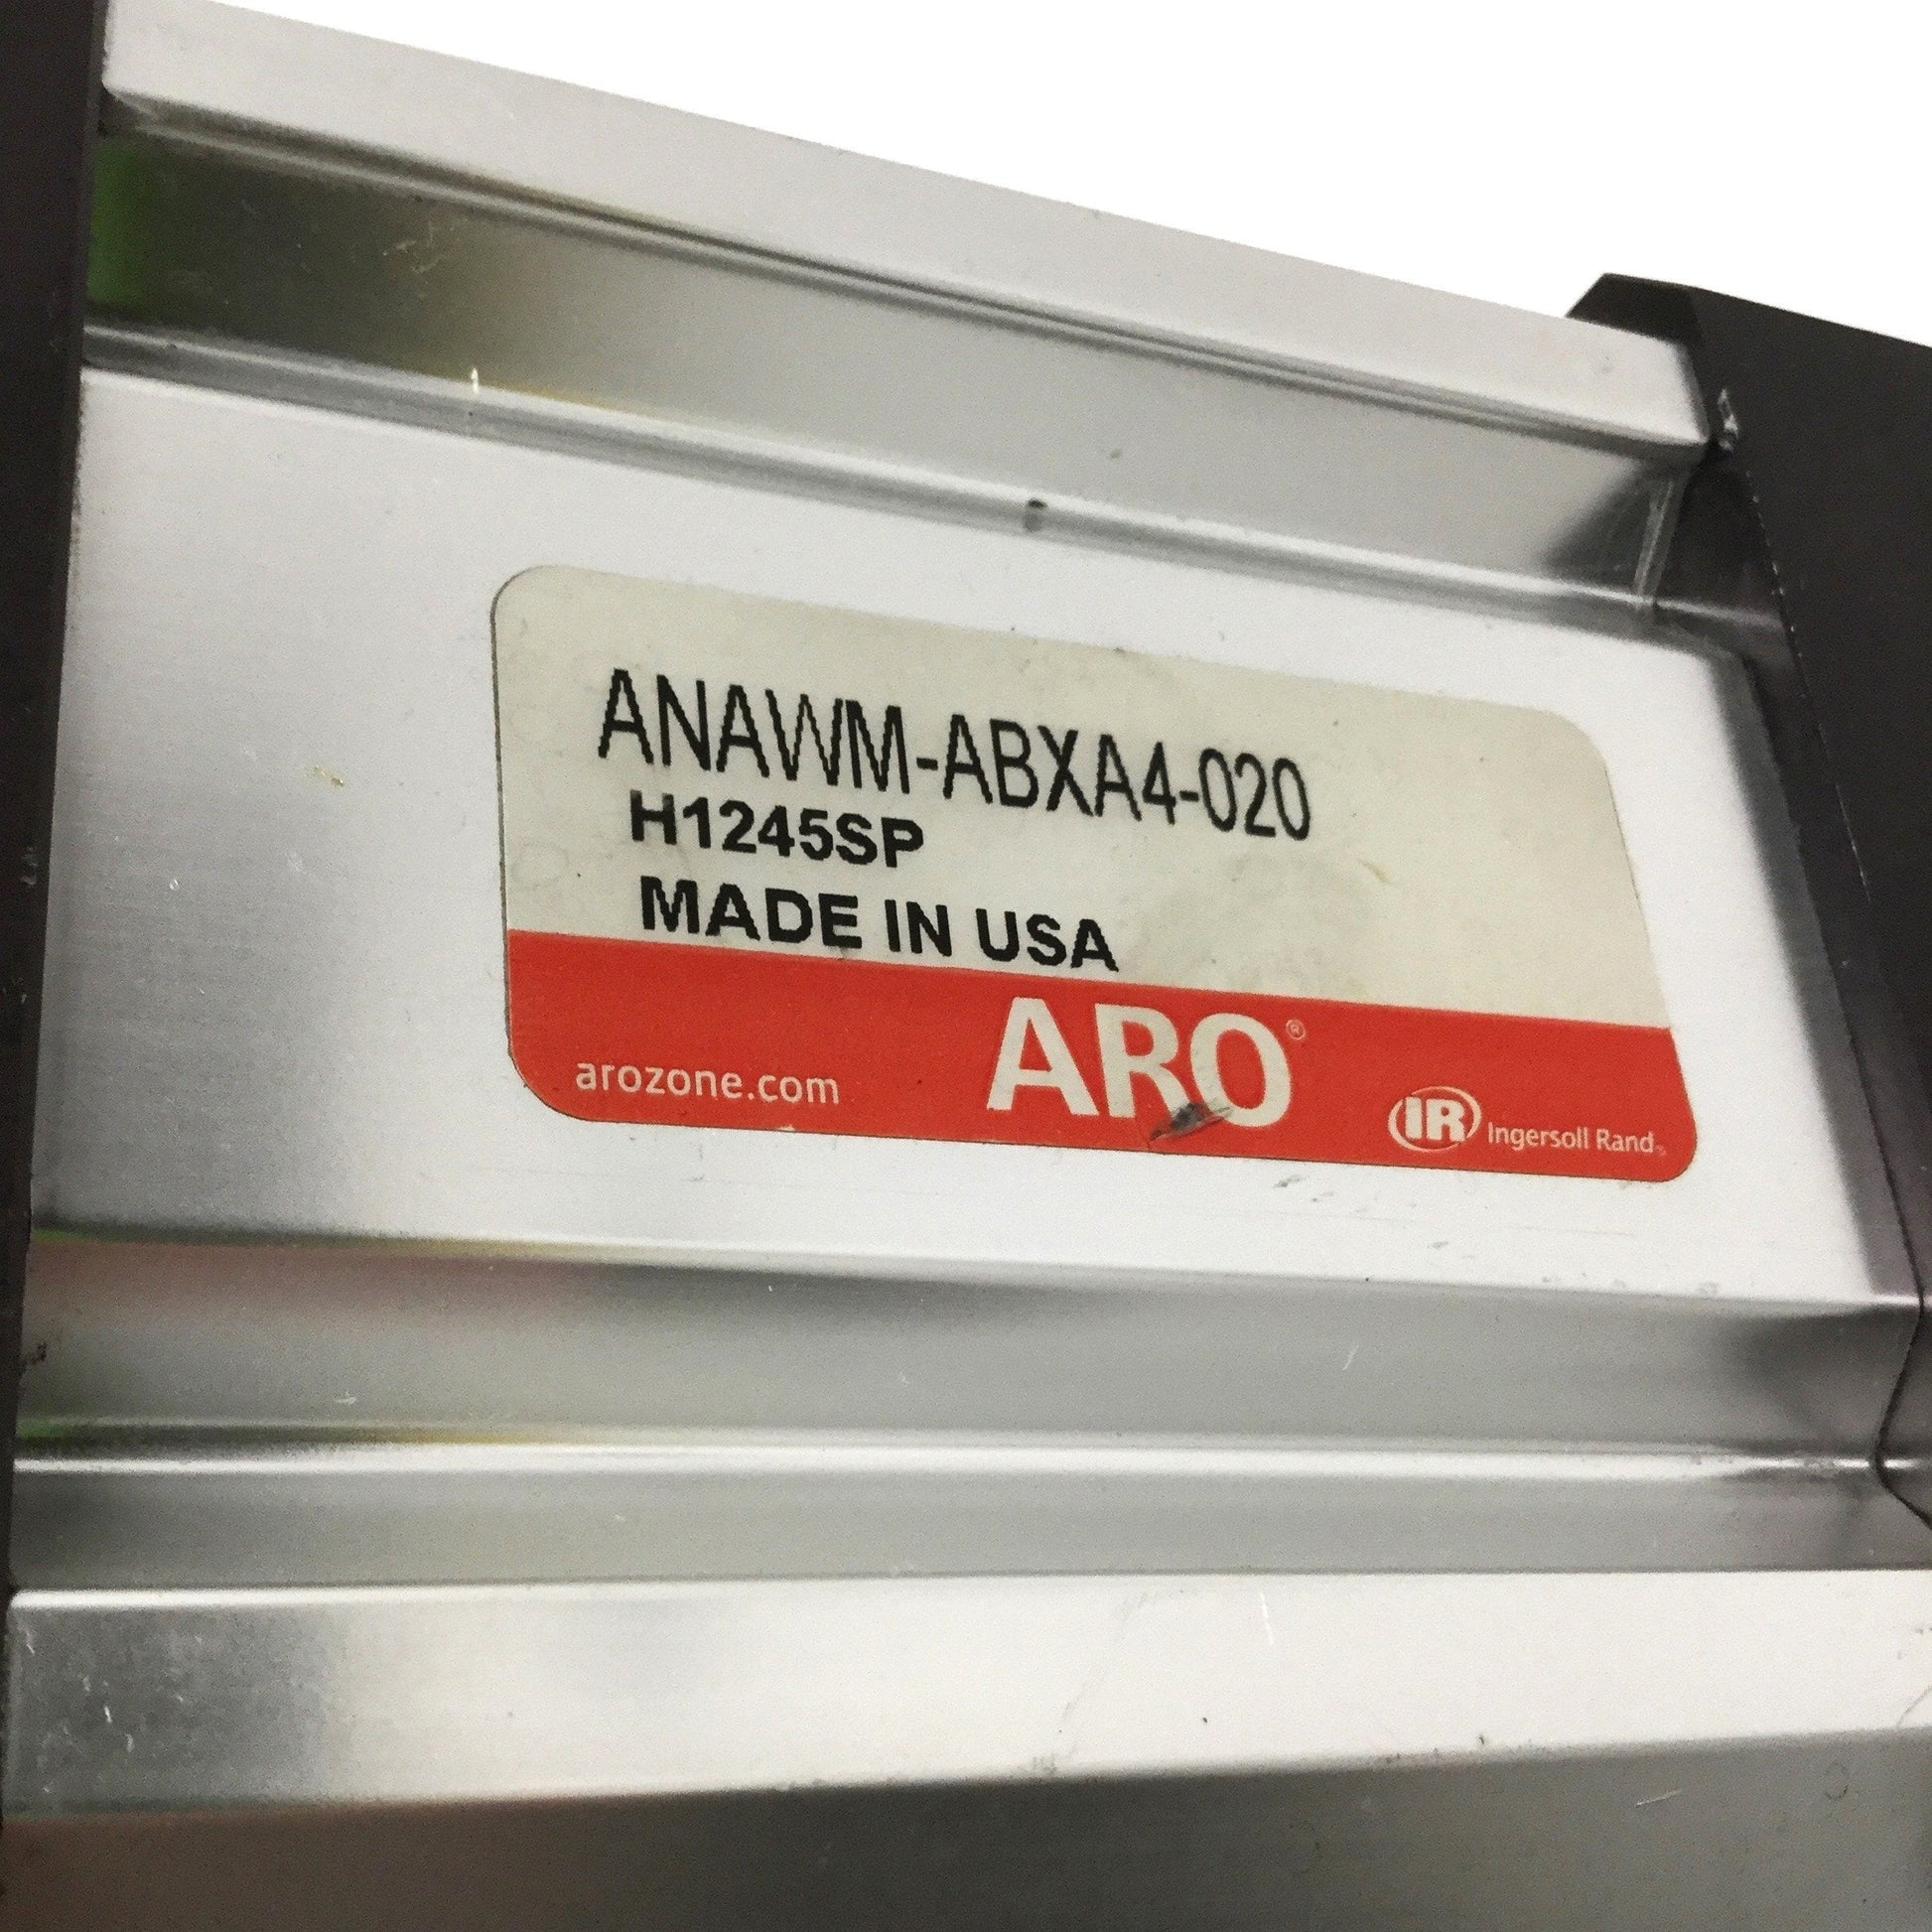 ANAWM-ABXA4-020
H1245SP
MADE IN USA
arozone.com
ARO®
IR Ingersoll Rand